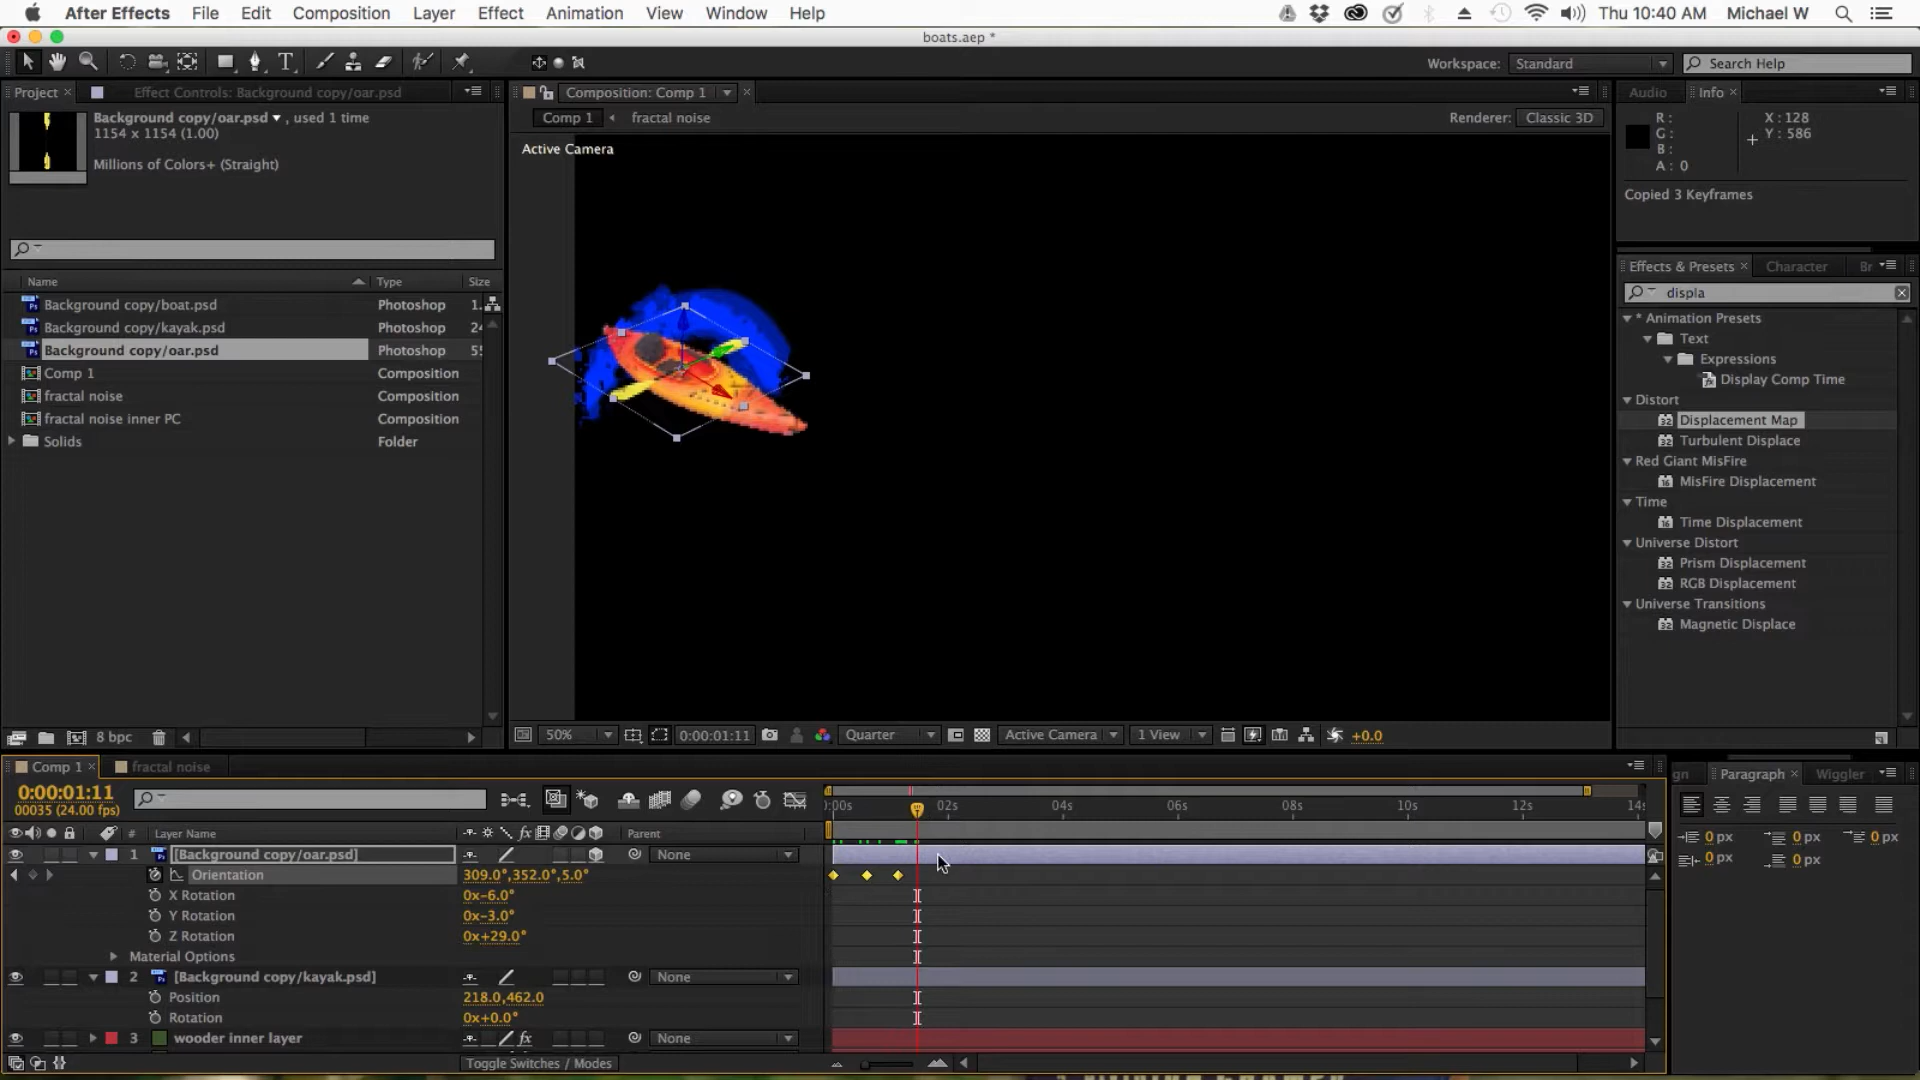 After Effects File Edit Composition Layer Effect Animation View Window Help Thu 10:40 AM Michael W
boats.aep *
Workspace: Standard Search Help
Project × Effect Controls: Background copy/oar.psd Composition: Comp 1 × Audio Info ×
Background copy/oar.psd ▼ , used 1 time
1154 x 1154 (1.00)
Millions of Colors+ (Straight)
Comp 1 fractal noise Renderer: Classic 3D
Active Camera
R: X : 128
G: Y : 586
B:
A: 0
Copied 3 Keyframes
Name Type Size
Background copy/boat.psd Photoshop 1.
Background copy/kayak.psd Photoshop 24
Background copy/oar.psd Photoshop 55
Comp 1 Composition
fractal noise Composition
fractal noise inner PC Composition
Solids Folder
Effects & Presets × Character Br
displa
* Animation Presets
Text
Expressions
Display Comp Time
Distort
Displacement Map
Turbulent Displace
Red Giant MisFire
MisFire Displacement
Time
Time Displacement
Universe Distort
Prism Displacement
RGB Displacement
Universe Transitions
Magnetic Displace
8 bpc 50% 0:00:01:11 Quarter Active Camera 1 View +0.0
Comp 1 × fractal noise
0:00:01:11
00035 (24.00 fps)
:00s 02s 04s 06s 08s 10s 12s 14s
# Layer Name fx Parent
1 [Background copy/oar.psd] None
Orientation 309.0°,352.0°,5.0°
X Rotation 0x-6.0°
Y Rotation 0x-3.0°
Z Rotation 0x+29.0°
Material Options
2 [Background copy/kayak.psd] None
Position 218.0,462.0
Rotation 0x+0.0°
3 wooder inner layer fx None
Toggle Switches / Modes
gn Paragraph × Wiggler
0 px 0 px 0 px
0 px 0 px